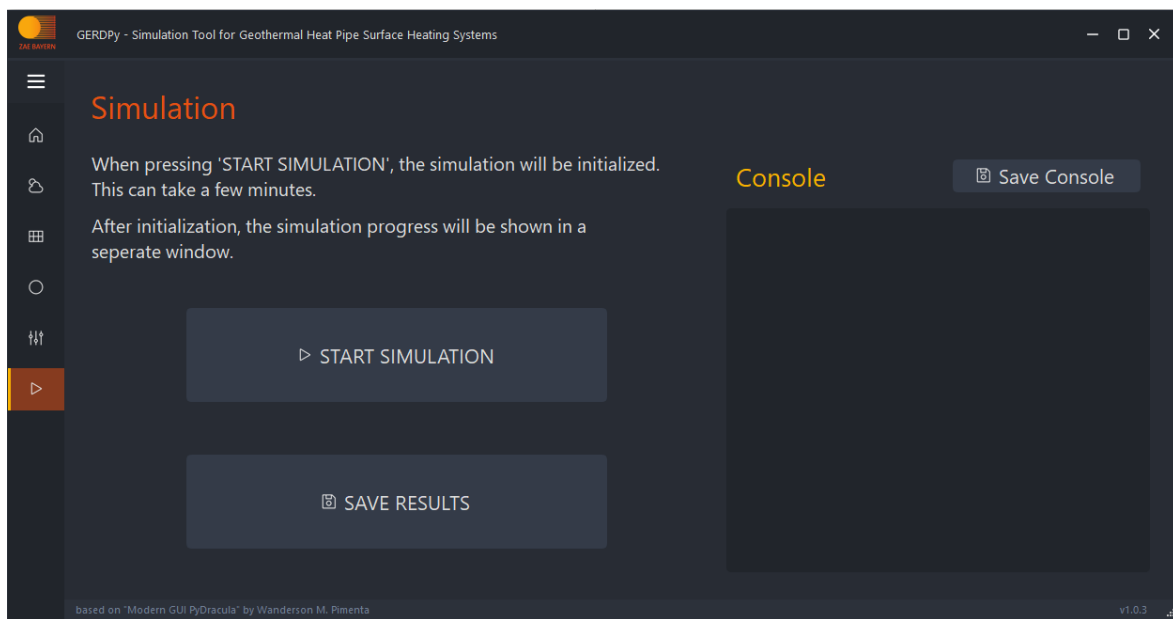 ZAE BAYERN
GERDPy - Simulation Tool for Geothermal Heat Pipe Surface Heating Systems
Simulation
When pressing 'START SIMULATION', the simulation will be initialized.
This can take a few minutes.
After initialization, the simulation progress will be shown in a
seperate window.
START SIMULATION
SAVE RESULTS
Console
Save Console
based on "Modern GUI PyDracula" by Wanderson M. Pimenta
v1.0.3